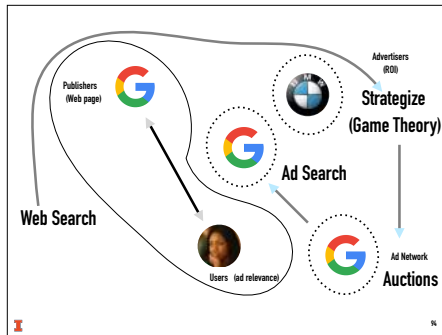 Publishers
(Web page)
Advertisers
(ROI)
BMW
Strategize
(Game Theory)
Ad Search
Web Search
Users (ad relevance)
Ad Network
Auctions
I
94